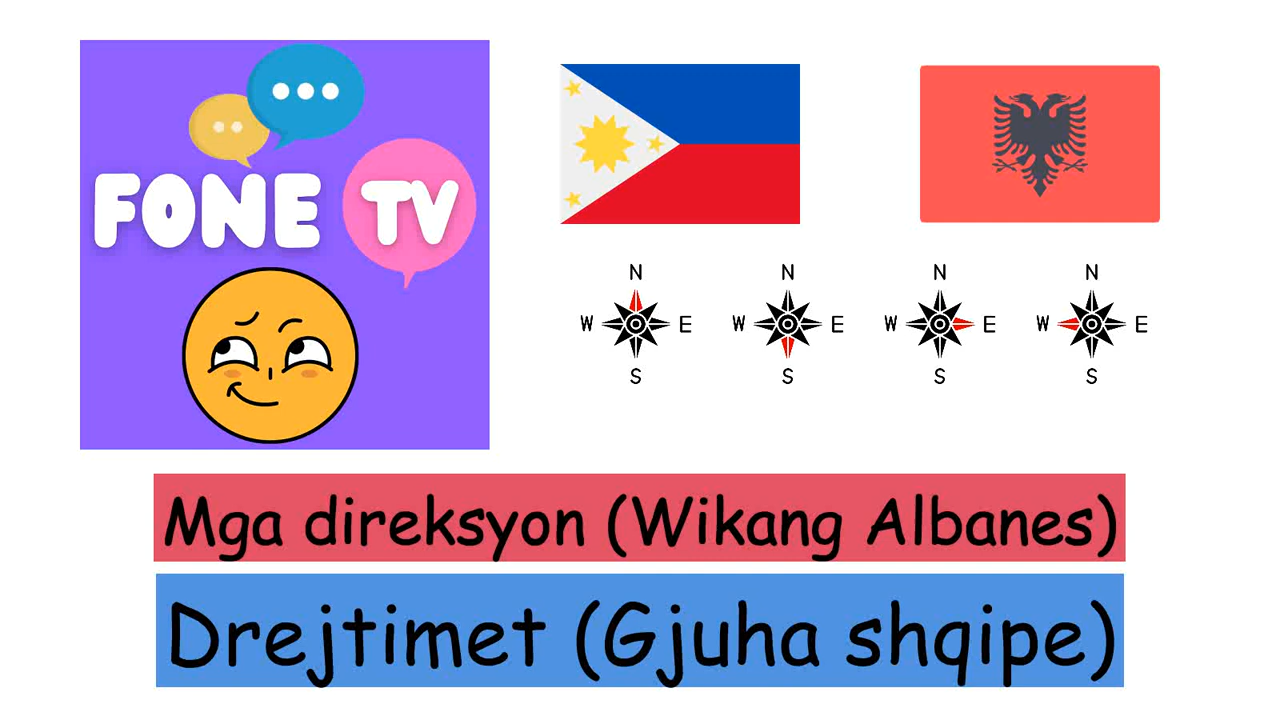 FONE TV
N N N N
W E W E W E W E
S S S S
Mga direksyon (Wikang Albanes)
Drejtimet (Gjuha shqipe)